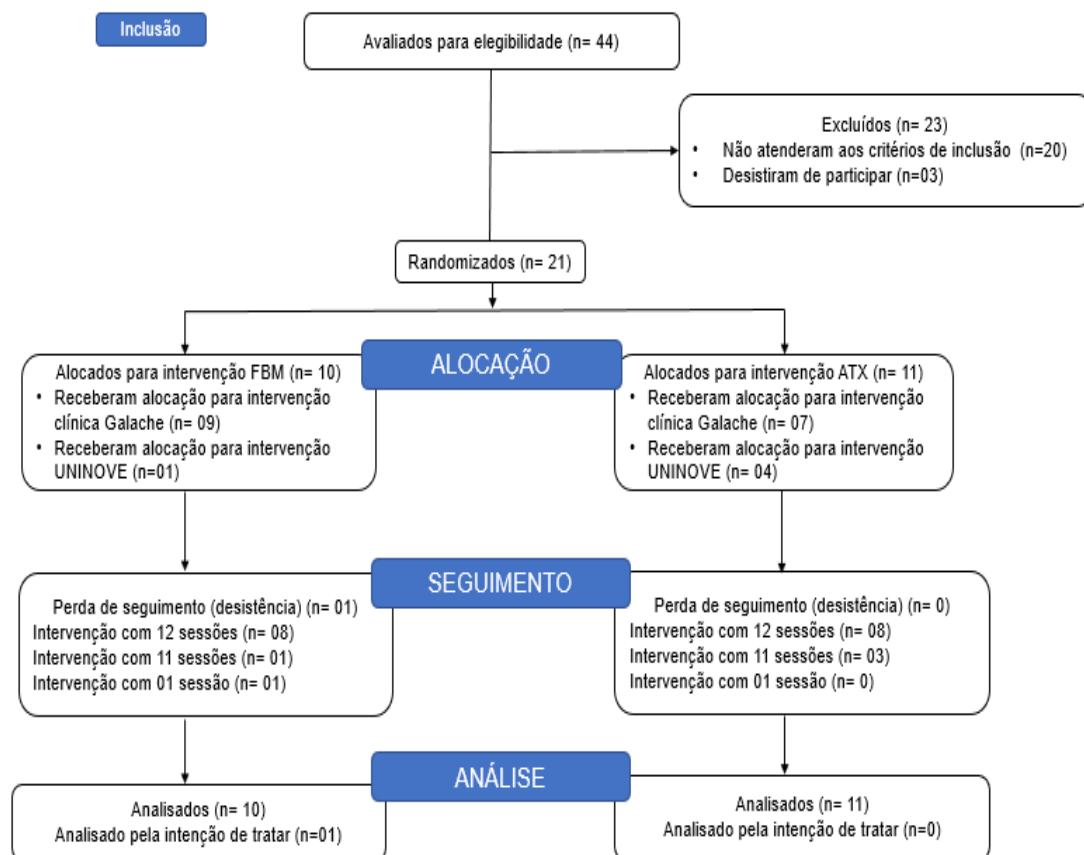 Inclusão
Avaliados para elegibilidade (n= 44)
Excluídos (n= 23)
• Não atenderam aos critérios de inclusão (n=20)
• Desistiram de participar (n=03)
Randomizados (n= 21)
ALOCAÇÃO
Alocados para intervenção FBM (n= 10)
• Receberam alocação para intervenção
clínica Galache (n= 09)
• Receberam alocação para intervenção
UNINOVE (n=01)
Alocados para intervenção ATX (n= 11)
• Receberam alocação para intervenção
clínica Galache (n= 07)
• Receberam alocação para intervenção
UNINOVE (n= 04)
SEGUIMENTO
Perda de seguimento (desistência) (n= 01)
Intervenção com 12 sessões (n= 08)
Intervenção com 11 sessões (n= 01)
Intervenção com 01 sessão (n= 01)
Perda de seguimento (desistência) (n= 0)
Intervenção com 12 sessões (n= 08)
Intervenção com 11 sessões (n= 03)
Intervenção com 01 sessão (n= 0)
ANÁLISE
Analisados (n= 10)
Analisado pela intenção de tratar (n=01)
Analisados (n= 11)
Analisado pela intenção de tratar (n=0)